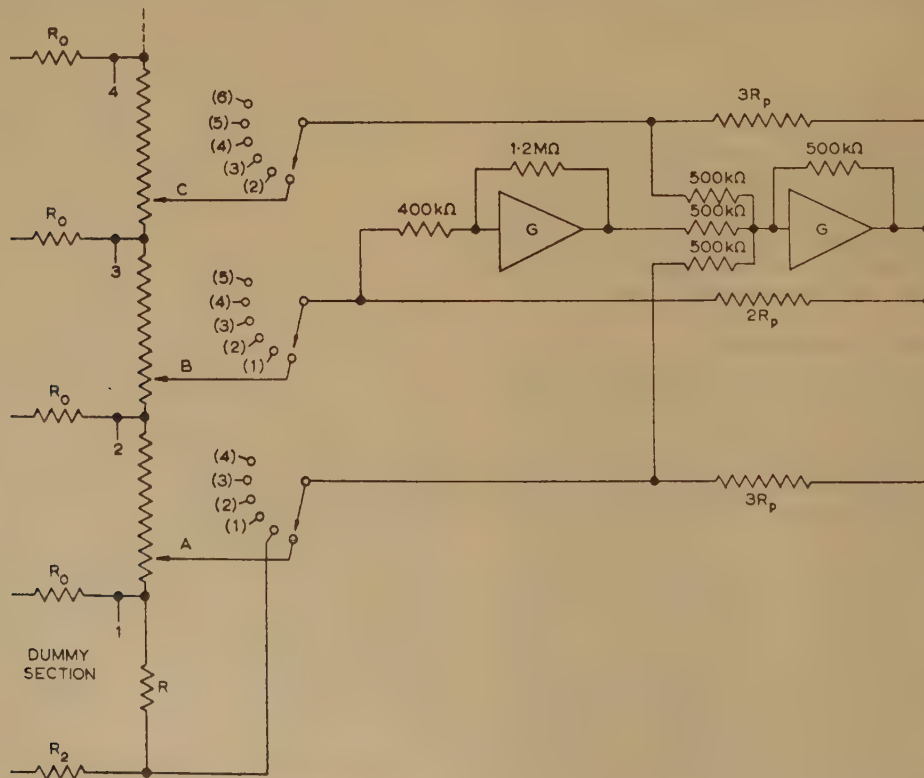 R₀
4
(6)
(5)
(4)
(3)
(2)
C
3Rₚ
1·2MΩ
500kΩ
500kΩ
400kΩ
G
500kΩ
G
500kΩ
R₀
3
(5)
(4)
(3)
(2)
(1)
B
2Rₚ
R₀
2
(4)
(3)
(2)
(1)
A
3Rₚ
R₀
1
DUMMY
SECTION
R
R₂